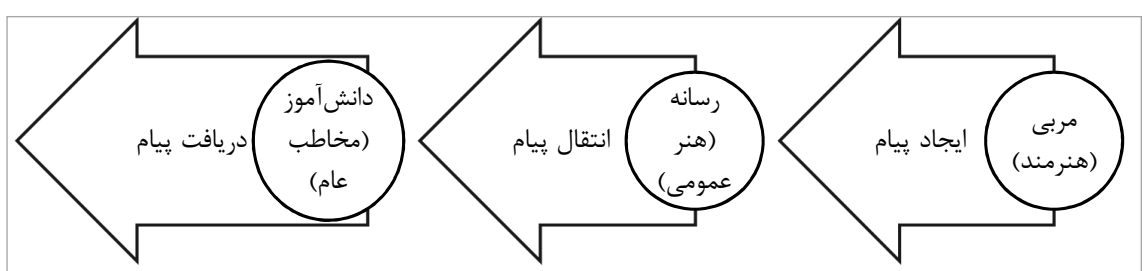 مربی
(هنرمند)
ایجاد پیام
رسانه
(هنر
عمومی)
انتقال پیام
دانش‌آموز
(مخاطب
عام)
دریافت پیام